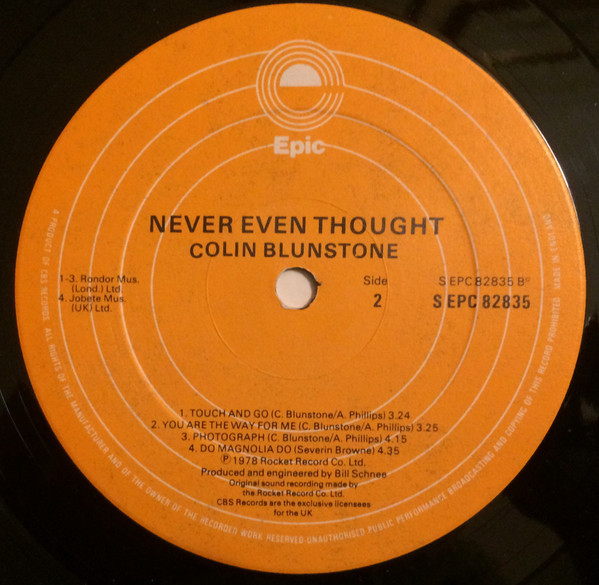 Epic
NEVER EVEN THOUGHT
COLIN BLUNSTONE
1-3. Rondor Mus.
(Lond.) Ltd.
4. Jobete Mus.
(UK) Ltd.
Side
2
S EPC 82835 B°
S EPC 82835
1. TOUCH AND GO (C. Blunstone/A. Phillips) 3.24
2. YOU ARE THE WAY FOR ME (C. Blunstone/A. Phillips) 3.25
3. PHOTOGRAPH (C. Blunstone/A. Phillips) 4.15
4. DO MAGNOLIA DO (Severin Browne) 4.35
℗ 1978 Rocket Record Co. Ltd.
Produced and engineered by Bill Schnee
Original sound recording made by
the Rocket Record Co. Ltd.
CBS Records are the exclusive licensees
for the UK
A PRODUCT OF CBS RECORDS. ALL RIGHTS OF THE MANUFACTURER AND OF THE OWNER OF THE RECORDED WORK RESERVED UNAUTHORISED PUBLIC PERFORMANCE BROADCASTING AND COPYING OF THIS RECORD PROHIBITED. MADE IN ENGLAND